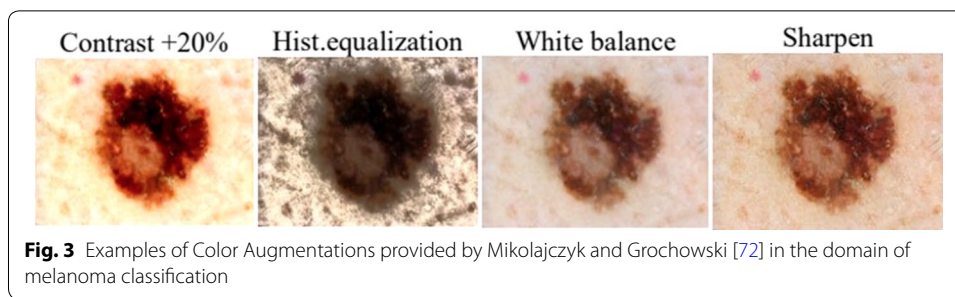 Contrast +20% Hist.equalization White balance Sharpen
Fig. 3 Examples of Color Augmentations provided by Mikolajczyk and Grochowski [72] in the domain of
melanoma classification